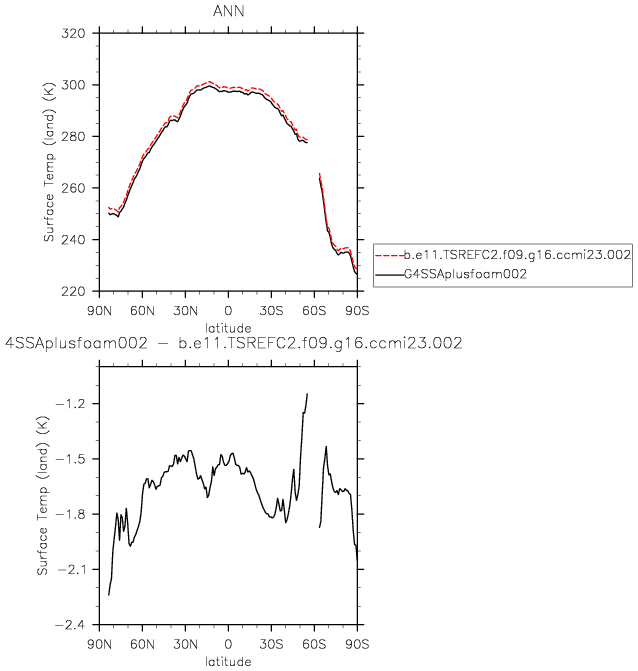 ANN
320
300
280
260
240
220
Surface Temp (land) (K)
90N 60N 30N 0 30S 60S 90S
latitude
b.e11.TSREFC2.f09.g16.ccmi23.002
G4SSAplusfoam002
4SSAplusfoam002 - b.e11.TSREFC2.f09.g16.ccmi23.002
-1.2
-1.5
-1.8
-2.1
-2.4
Surface Temp (land) (K)
90N 60N 30N 0 30S 60S 90S
latitude